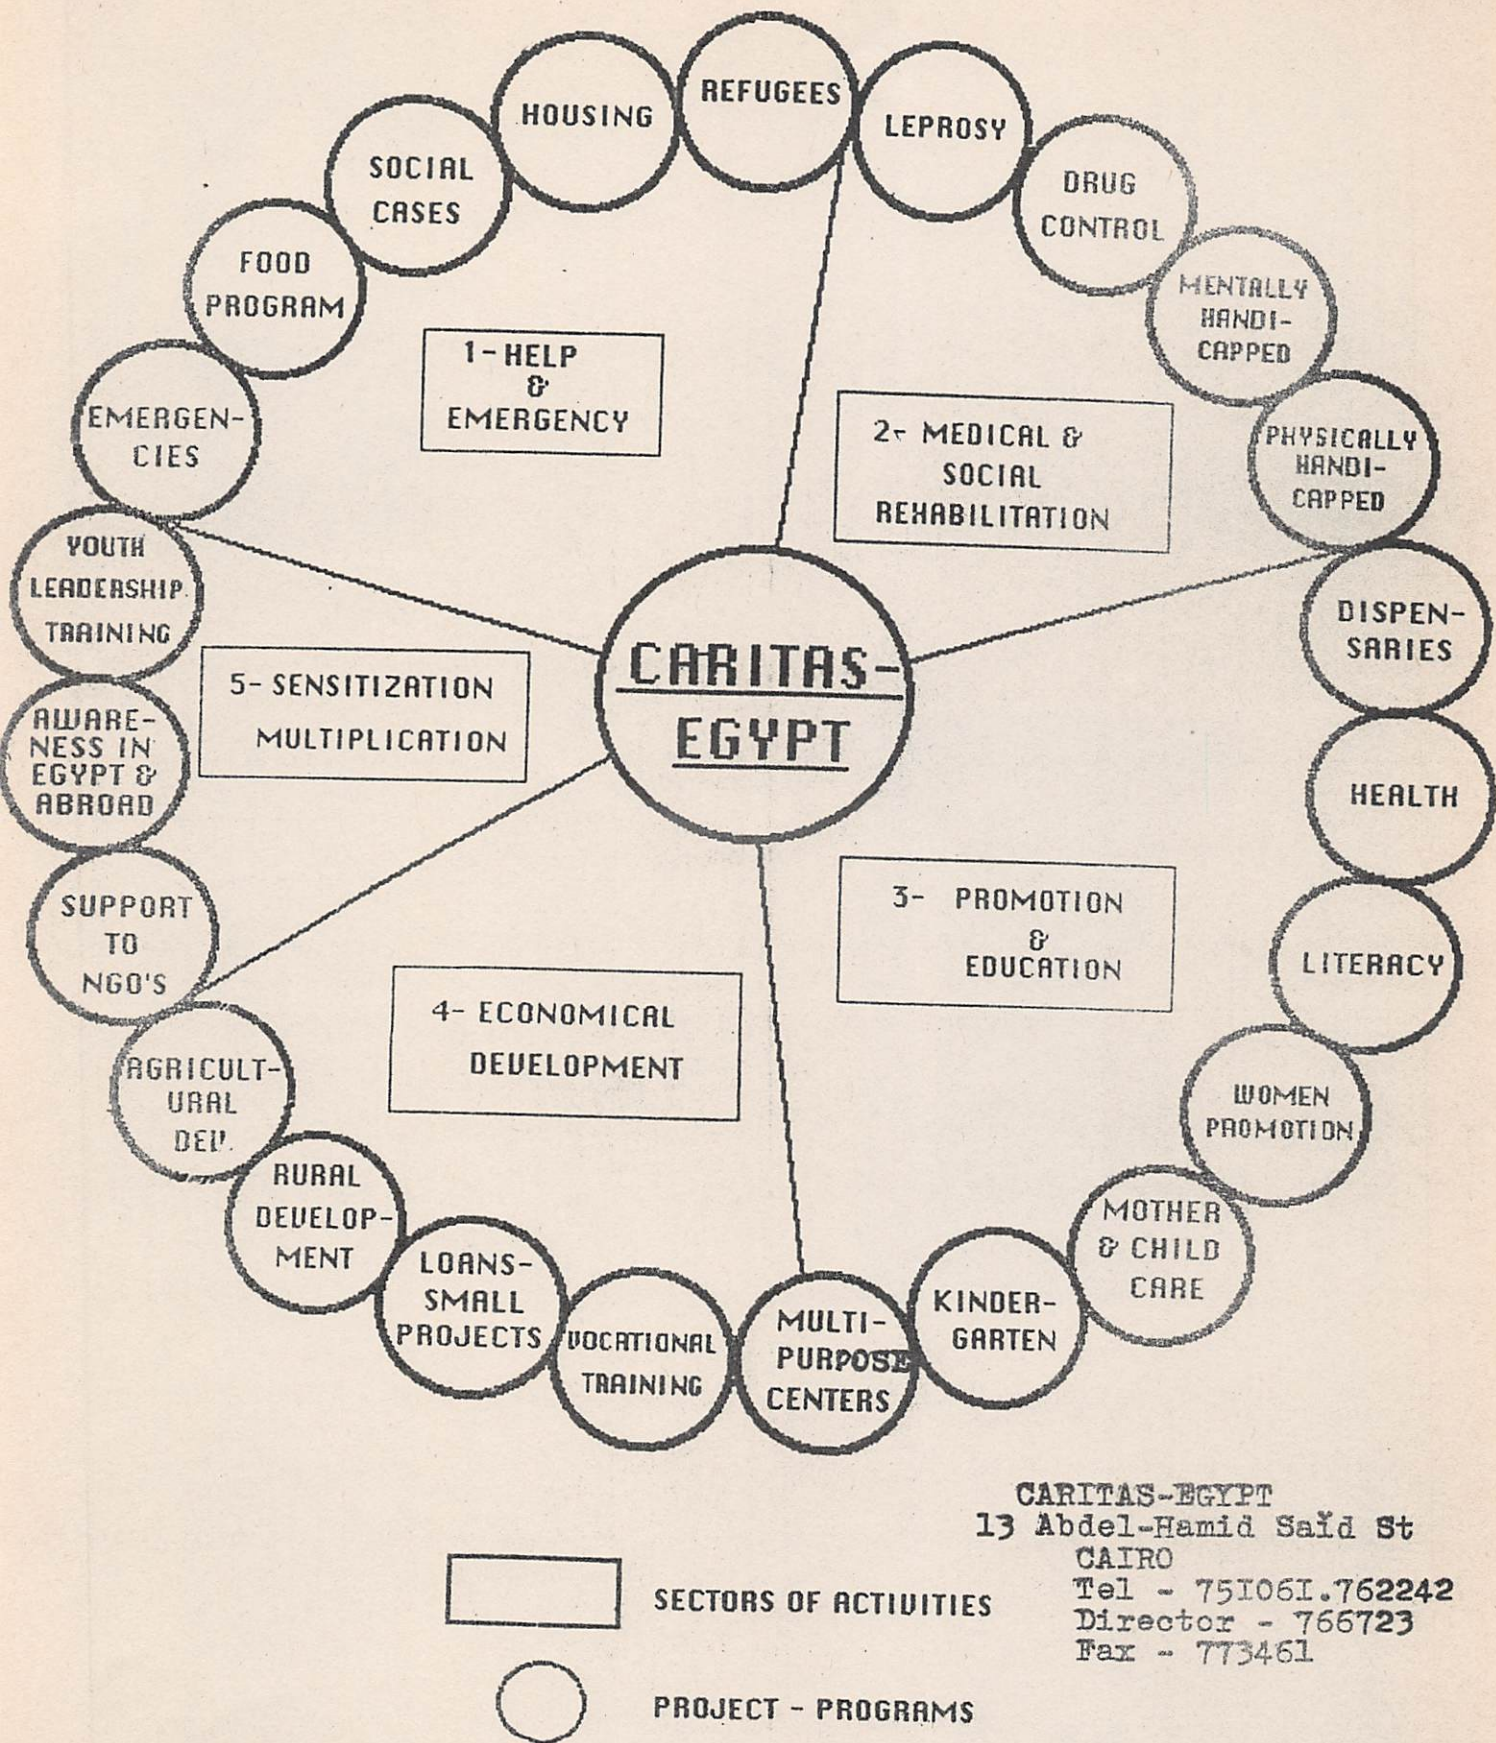 REFUGEES
HOUSING
LEPROSY
SOCIAL
CASES
DRUG
CONTROL
FOOD
PROGRAM
MENTALLY
HANDI-
CAPPED
1- HELP
&
EMERGENCY
EMERGEN-
CIES
2- MEDICAL &
SOCIAL
REHABILITATION
PHYSICALLY
HANDI-
CAPPED
YOUTH
LEADERSHIP
TRAINING
DISPEN-
SARIES
CARITAS-
EGYPT
5- SENSITIZATION
MULTIPLICATION
AWARE-
NESS IN
EGYPT &
ABROAD
HEALTH
3- PROMOTION
&
EDUCATION
SUPPORT
TO
NGO'S
LITERACY
4- ECONOMICAL
DEVELOPMENT
AGRICULT-
URAL
DEV.
WOMEN
PROMOTION
RURAL
DEVELOP-
MENT
MOTHER
& CHILD
CARE
LOANS-
SMALL
PROJECTS
VOCATIONAL
TRAINING
MULTI-
PURPOSE
CENTERS
KINDER-
GARTEN
CARITAS-EGYPT
13 Abdel-Hamid Saïd St
CAIRO
Tel - 75I06I.762242
Director - 766723
Fax - 773461
SECTORS OF ACTIVITIES
PROJECT - PROGRAMS